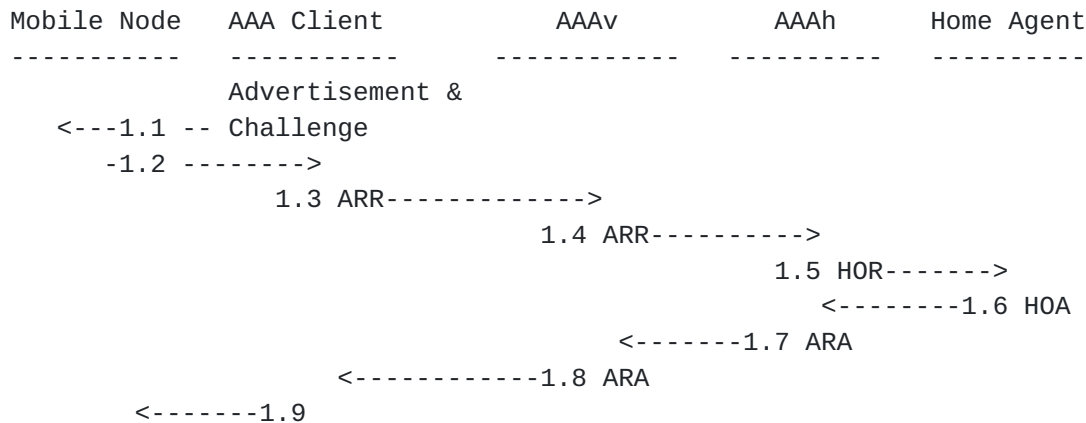 Mobile Node   AAA Client           AAAv            AAAh       Home Agent
-----------   -----------      ------------   ----------   ----------
              Advertisement &
   <---1.1 -- Challenge
      -1.2 -------->
                 1.3 ARR------------->
                                  1.4 ARR---------->
                                                 1.5 HOR------->
                                                    <--------1.6 HOA
                                       <-------1.7 ARA
                     <------------1.8 ARA
        <-------1.9